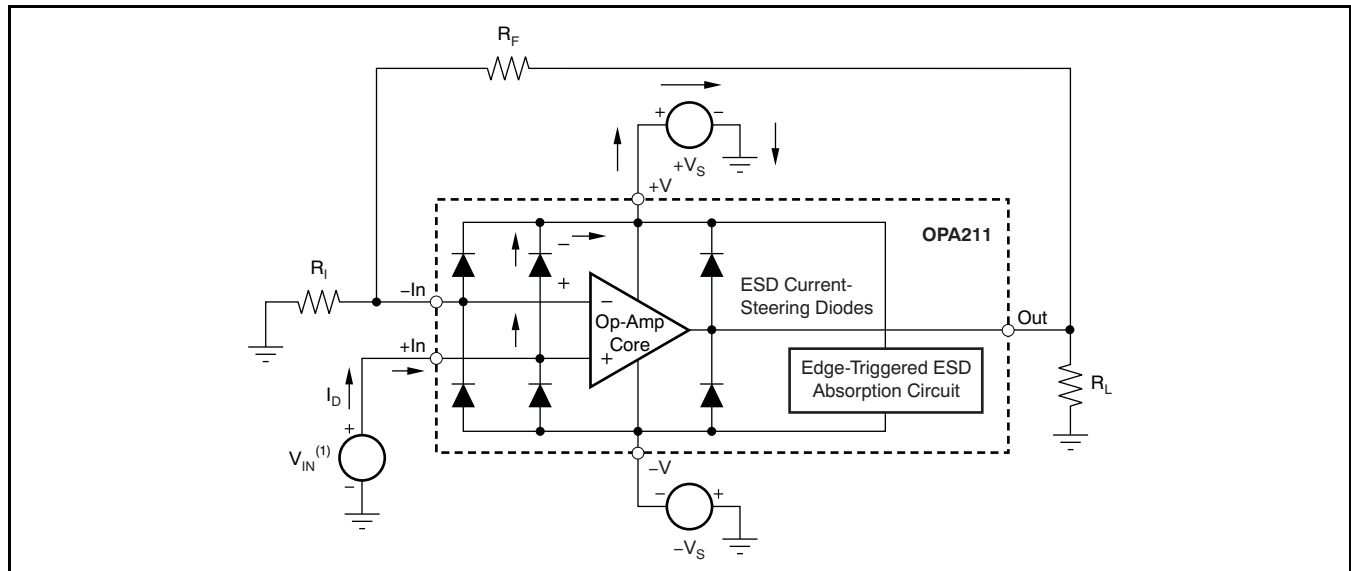 R_F
+ −
+V_S
+V
OPA211
−
+
R_I
−In
−
Op-Amp
Core
+
ESD Current-
Steering Diodes
Out
+In
Edge-Triggered ESD
Absorption Circuit
R_L
I_D
+
V_IN^(1)
−
−V
− +
−V_S